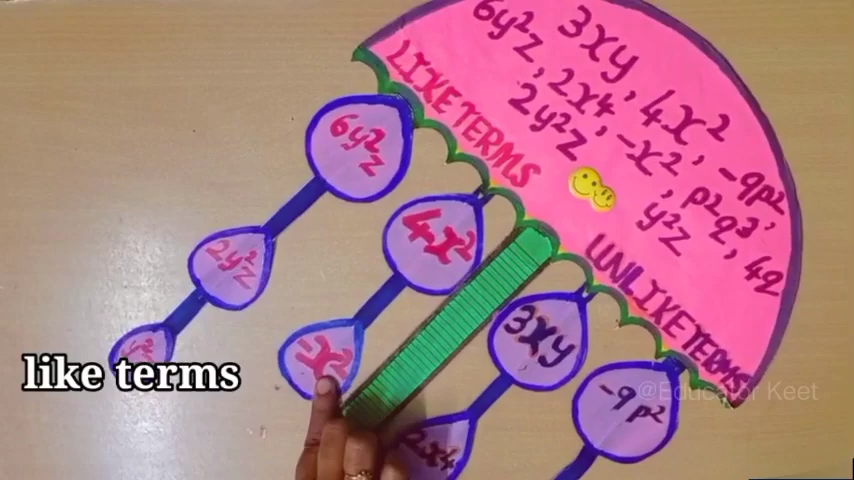 6y²z, 3xy, 4x²
2x⁴, -x², -9p²
2y²z, p²q³,
y²z, 4q
LIKE TERMS
UNLIKE TERMS
6y²z
2y²z
4x²
-x²
3xy
2x⁴
-9p²
like terms
@Educator Keet